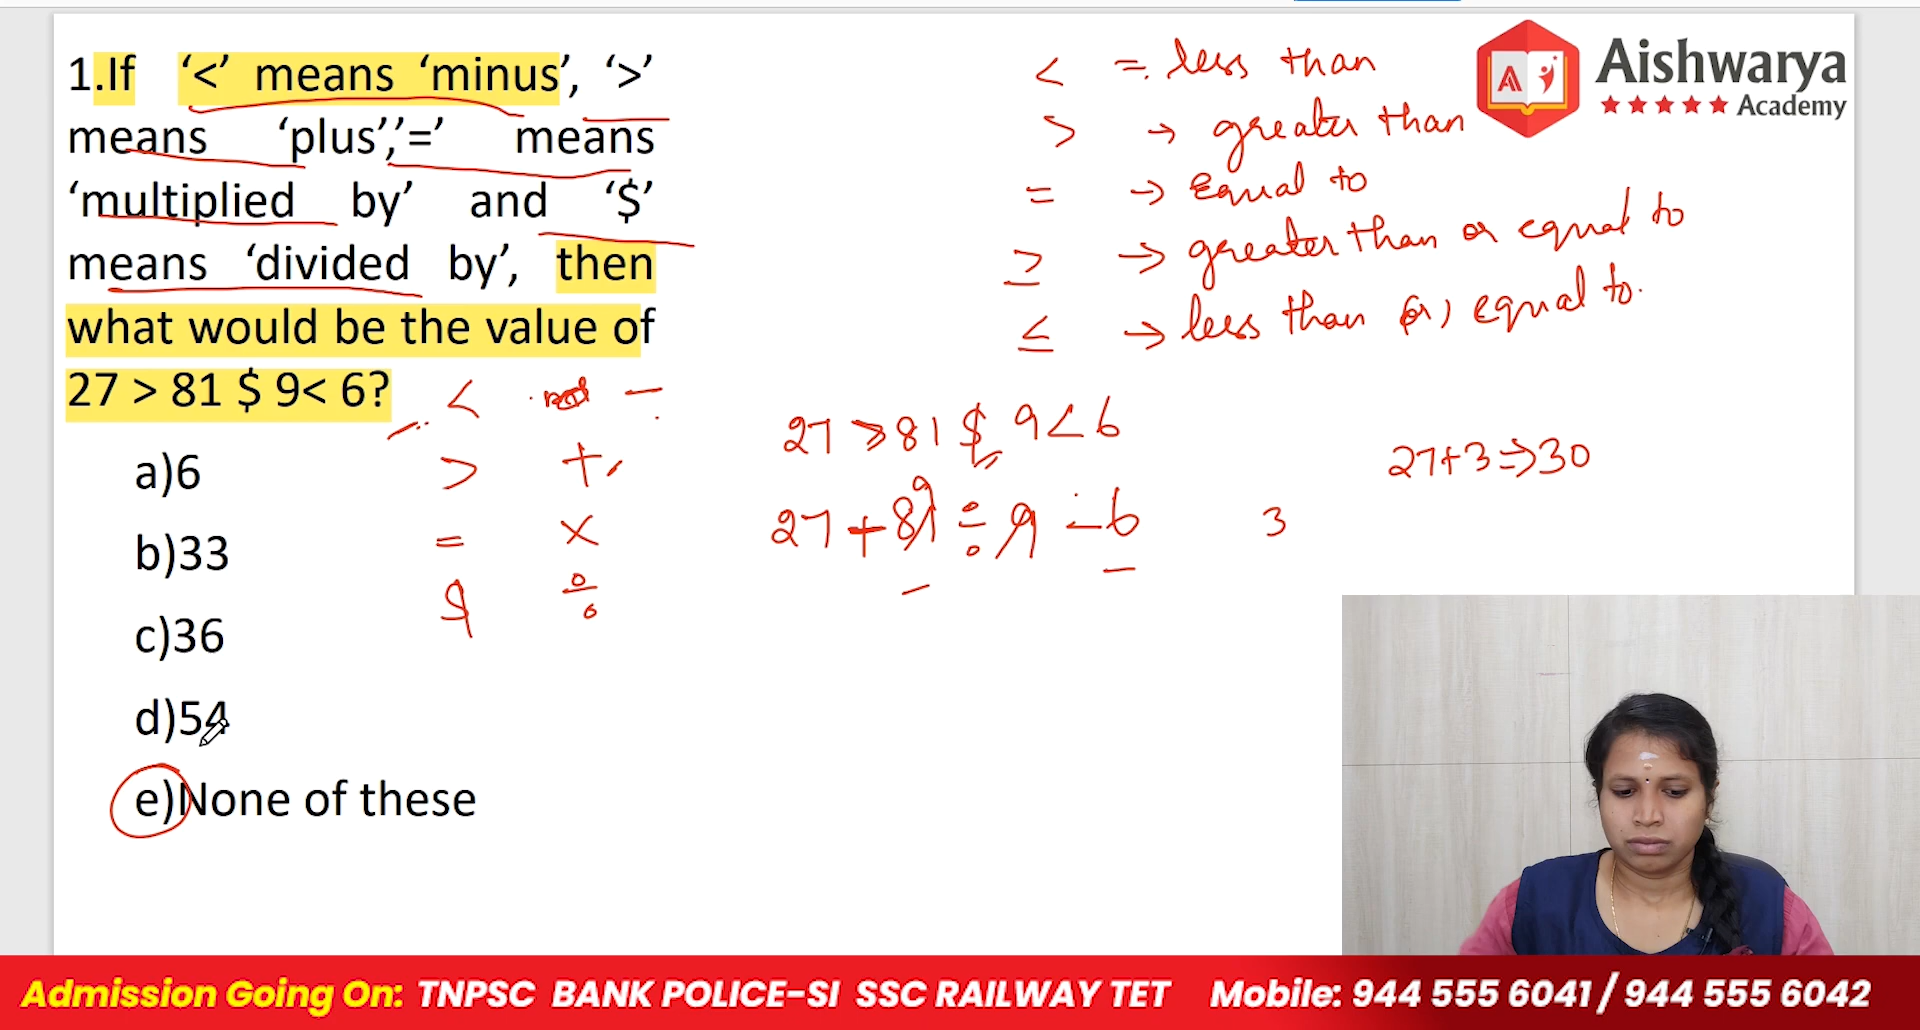 1.If ‘<’ means ‘minus’, ‘>’
means ‘plus’,’=’ means
‘multiplied by’ and ‘$’
means ‘divided by’, then
what would be the value of
27 > 81 $ 9< 6?
a)6
b)33
c)36
d)54
e)None of these
< = less than
> → greater than
= → Equal to
≥ → greater than or equal to
≤ → less than (or) equal to.
< -
> +
= ×
$ ÷
27 > 81 $ 9 < 6
9
27 + 81 ÷ 9 - 6
3
27+3 ⇒ 30
Aishwarya
Academy
Admission Going On: TNPSC BANK POLICE-SI SSC RAILWAY TET Mobile: 944 555 6041 / 944 555 6042